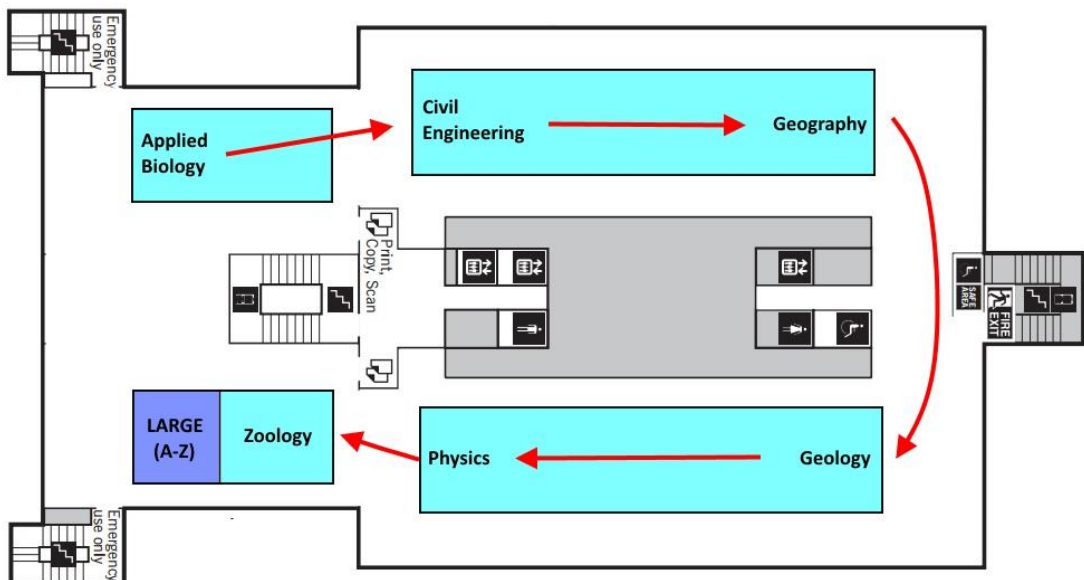 Emergency
use only
Applied
Biology
Civil
Engineering
Geography
Print,
Copy, Scan
SAFE
AREA
FIRE
EXIT
LARGE
(A-Z)
Zoology
Physics
Geology
Emergency
use only